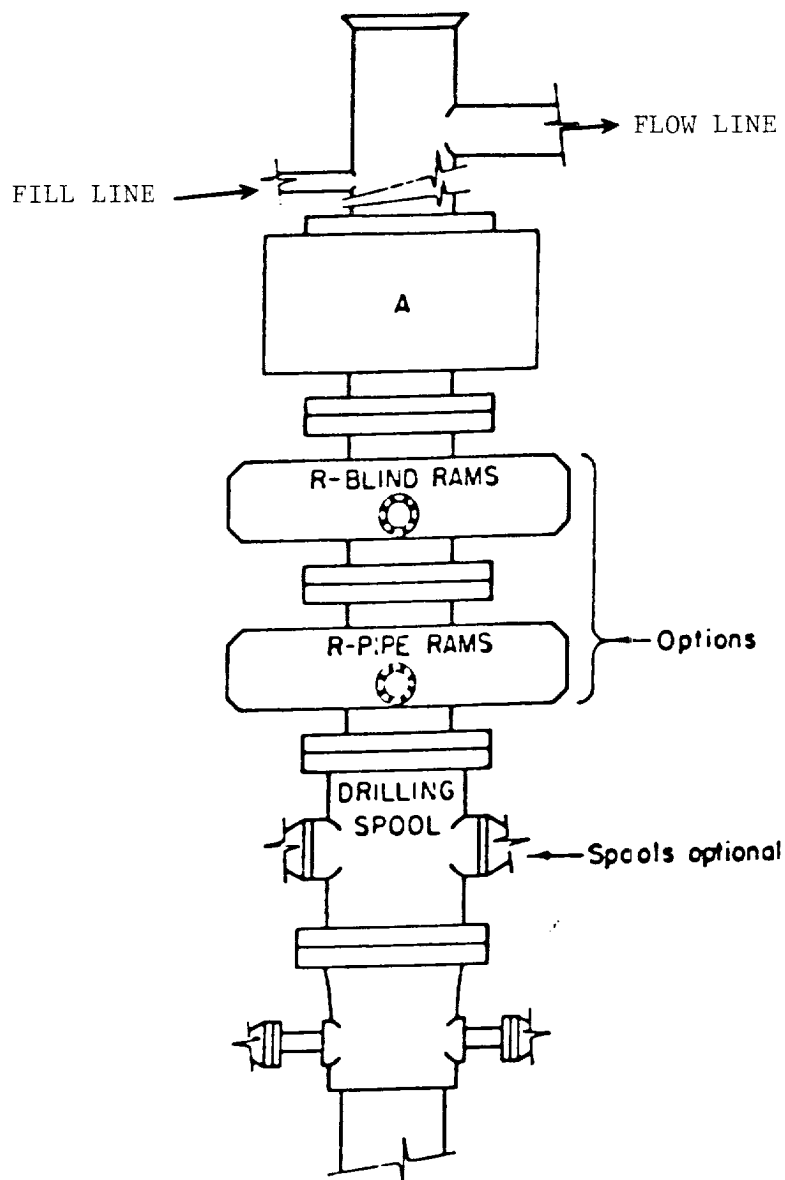 FLOW LINE
FILL LINE
A
R-BLIND RAMS
R-PIPE RAMS
Options
DRILLING
SPOOL
Spools optional